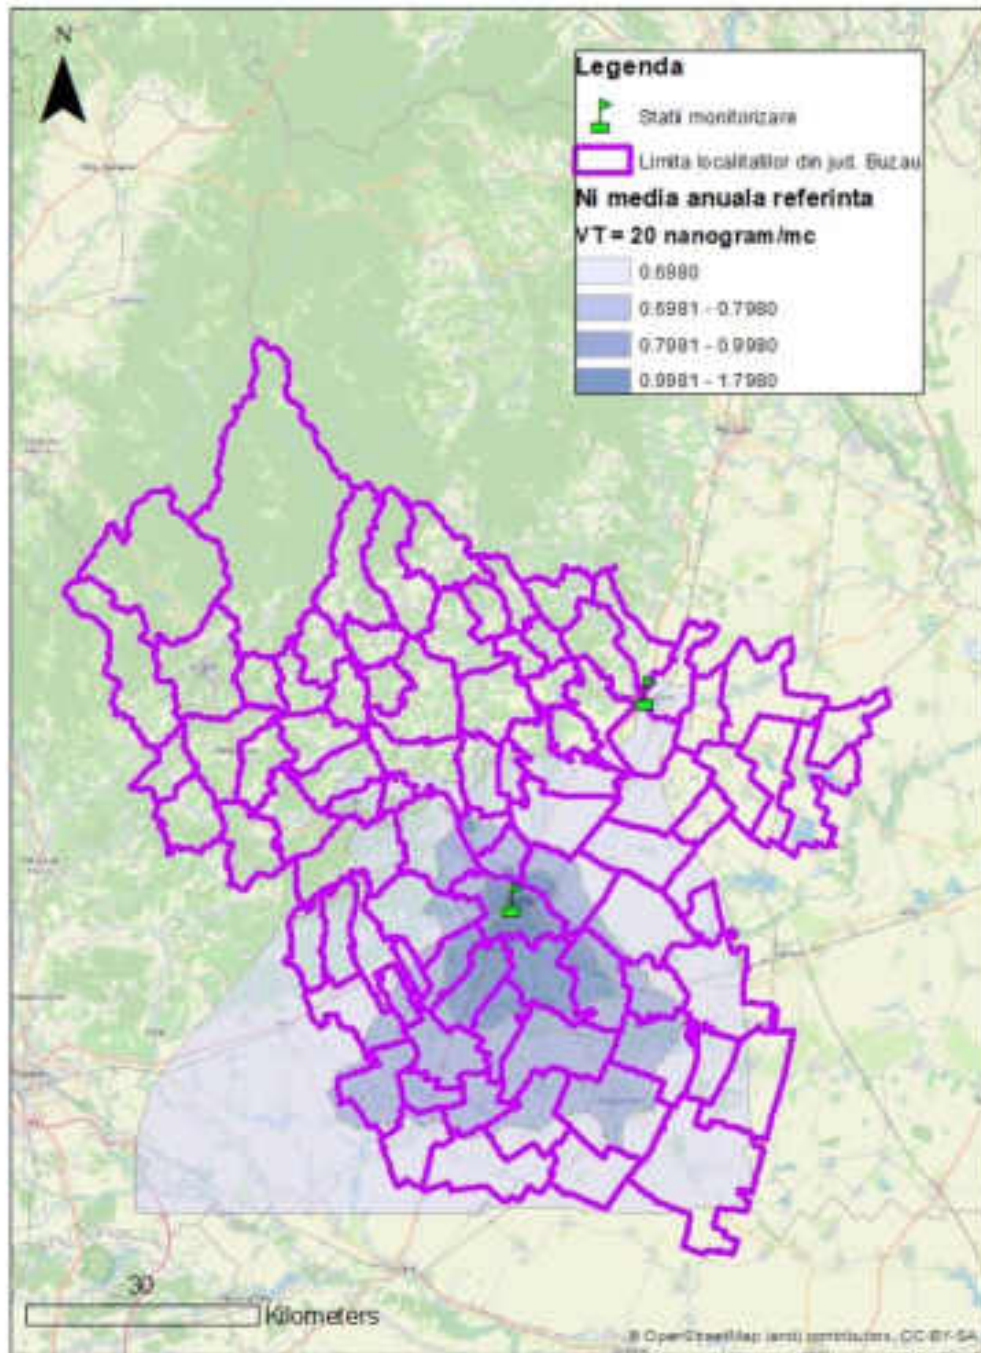 N
Legenda
Statii monitorizare
Limita localitatilor din jud. Buzau
Ni media anuala referinta
VT = 20 nanogram/mc
0.6980
0.6981 - 0.7980
0.7981 - 0.9980
0.9981 - 1.7980
30
Kilometers
© OpenStreetMap (and) contributors, CC-BY-SA